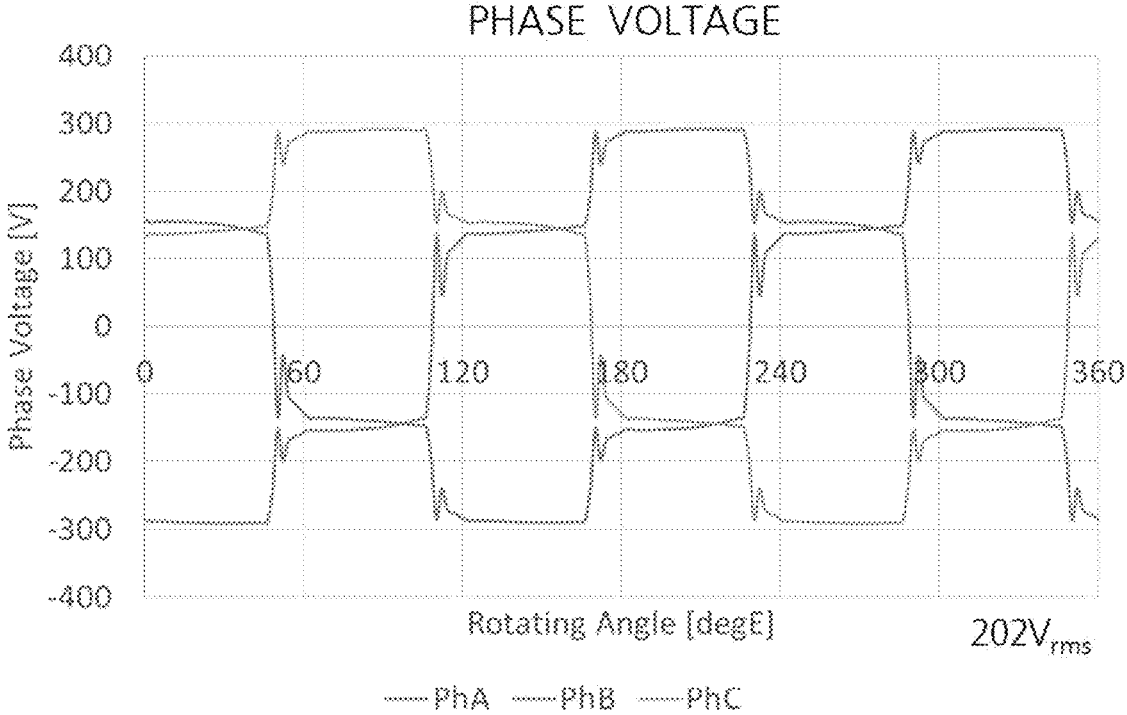 PHASE VOLTAGE
Phase Voltage [V]
400
300
200
100
0
-100
-200
-300
-400
0 60 120 180 240 300 360
Rotating Angle [degE]
202Vrms
PhA PhB PhC